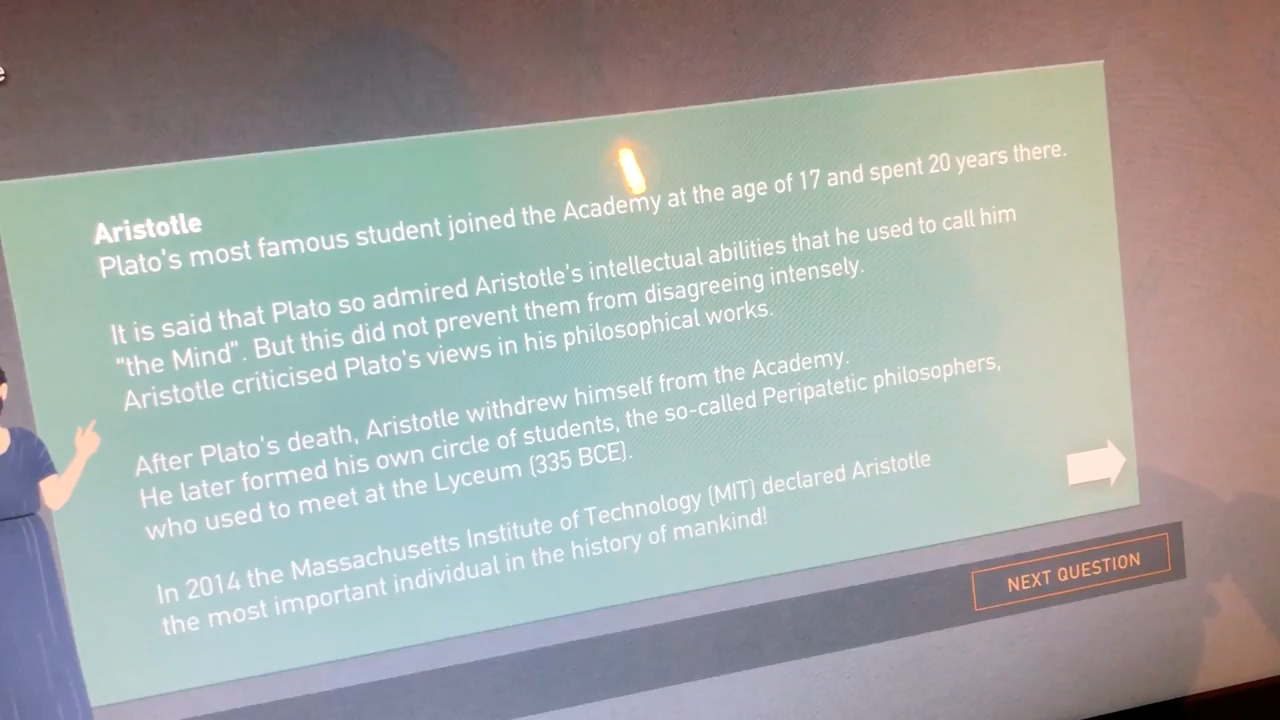 Aristotle
Plato's most famous student joined the Academy at the age of 17 and spent 20 years there.
It is said that Plato so admired Aristotle's intellectual abilities that he used to call him
"the Mind". But this did not prevent them from disagreeing intensely.
Aristotle criticised Plato's views in his philosophical works.
After Plato's death, Aristotle withdrew himself from the Academy.
He later formed his own circle of students, the so-called Peripatetic philosophers,
who used to meet at the Lyceum (335 BCE).
In 2014 the Massachusetts Institute of Technology (MIT) declared Aristotle
the most important individual in the history of mankind!
NEXT QUESTION